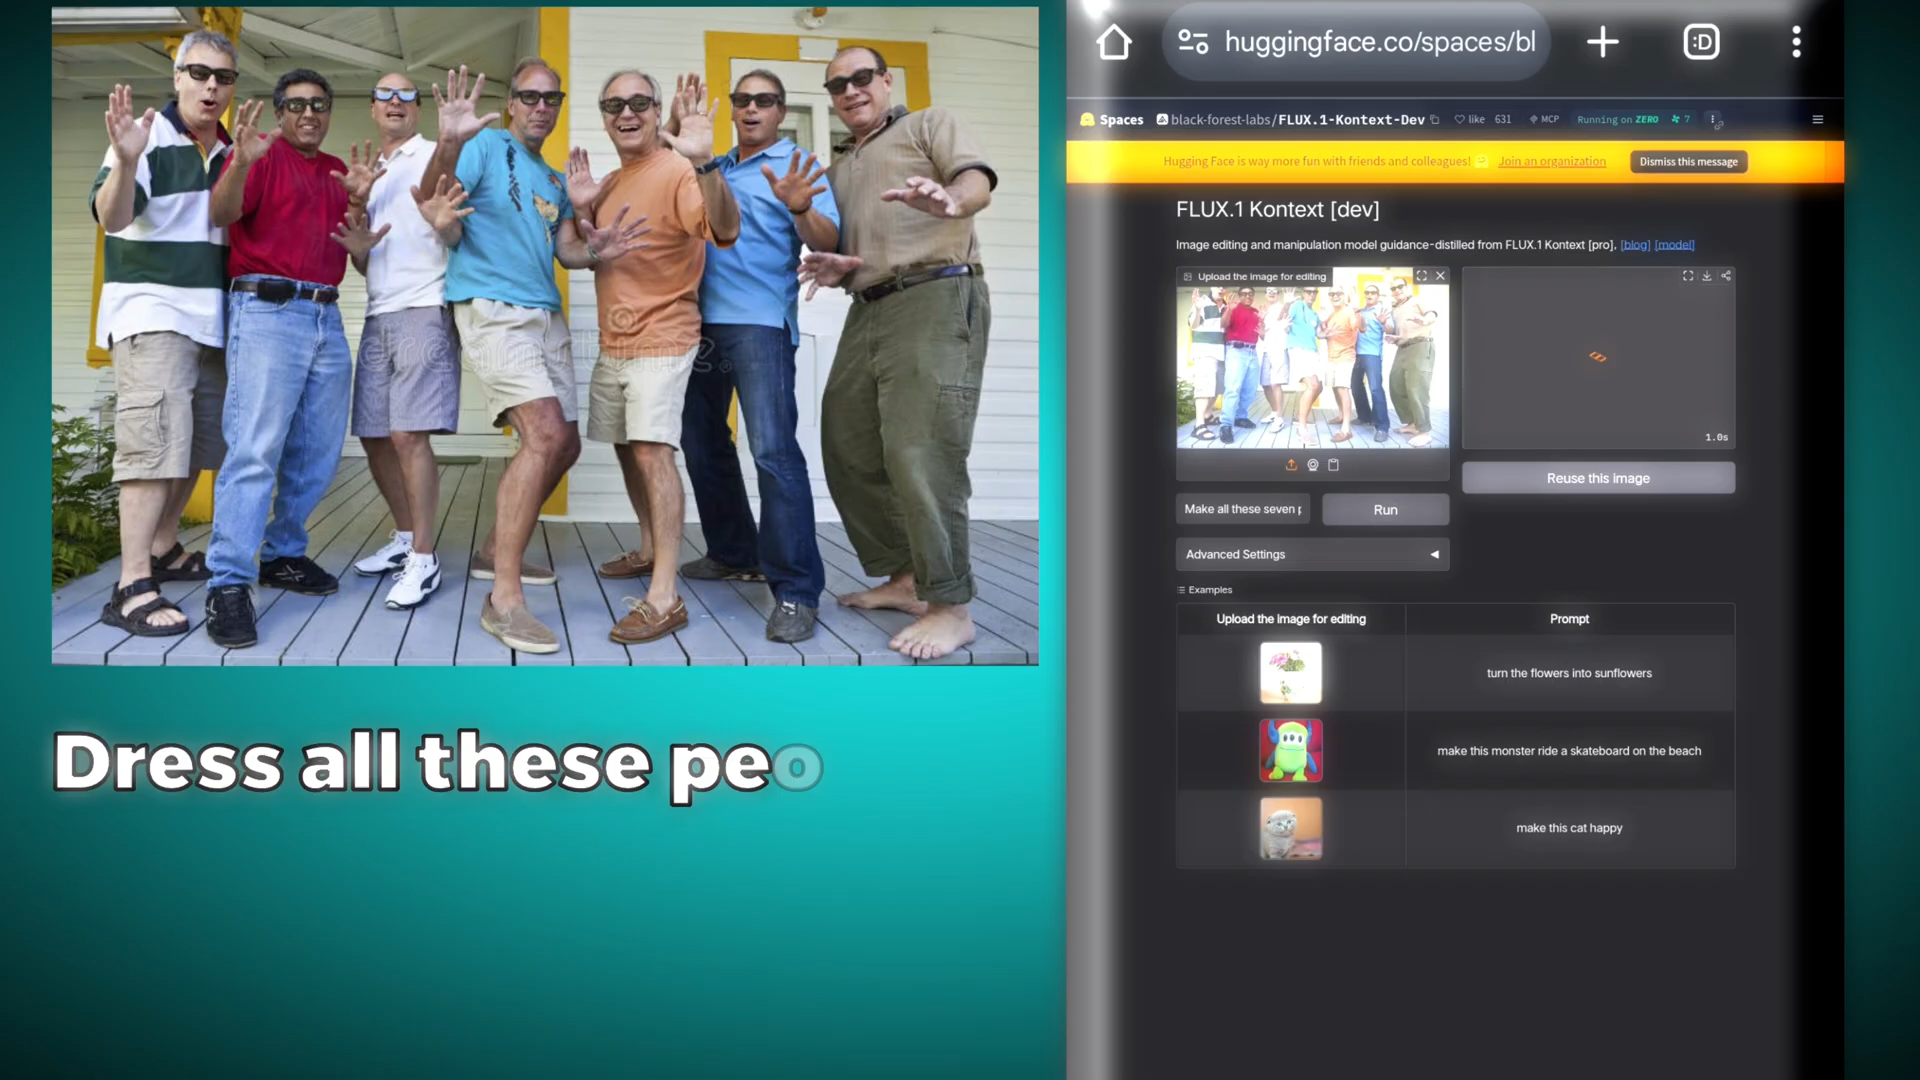 dreamstime.
Dress all these peo
:D
huggingface.co/spaces/bl
Spaces
black-forest-labs/FLUX.1-Kontext-Dev
like 631
MCP
Running on ZERO
7
Hugging Face is way more fun with friends and colleagues! 🤗 Join an organization
Dismiss this message
FLUX.1 Kontext [dev]
Image editing and manipulation model guidance-distilled from FLUX.1 Kontext [pro], [blog] [model]
Upload the image for editing
1.0s
Reuse this image
Make all these seven p
Run
Advanced Settings
Examples
Upload the image for editing
Prompt
turn the flowers into sunflowers
make this monster ride a skateboard on the beach
make this cat happy